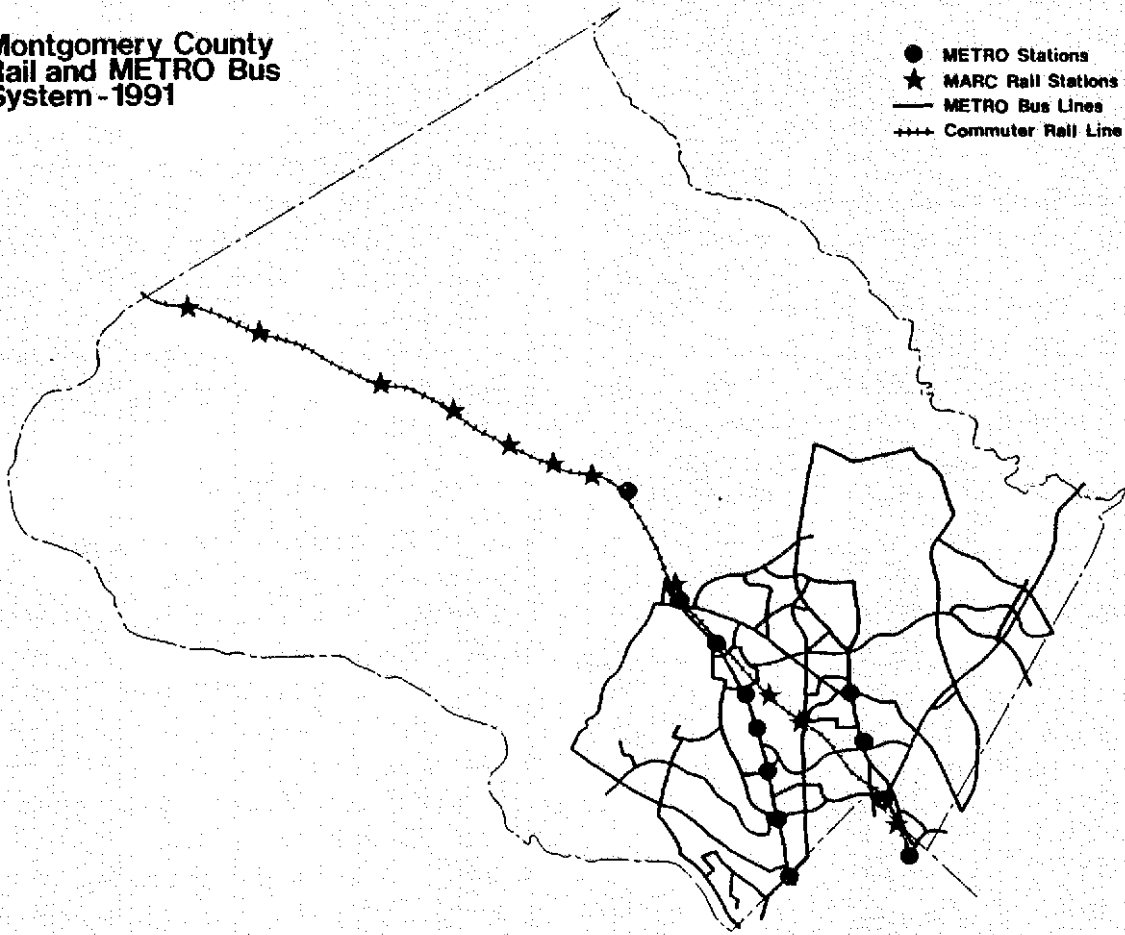 Montgomery County
Rail and METRO Bus
System - 1991
METRO Stations
MARC Rail Stations
METRO Bus Lines
Commuter Rail Line